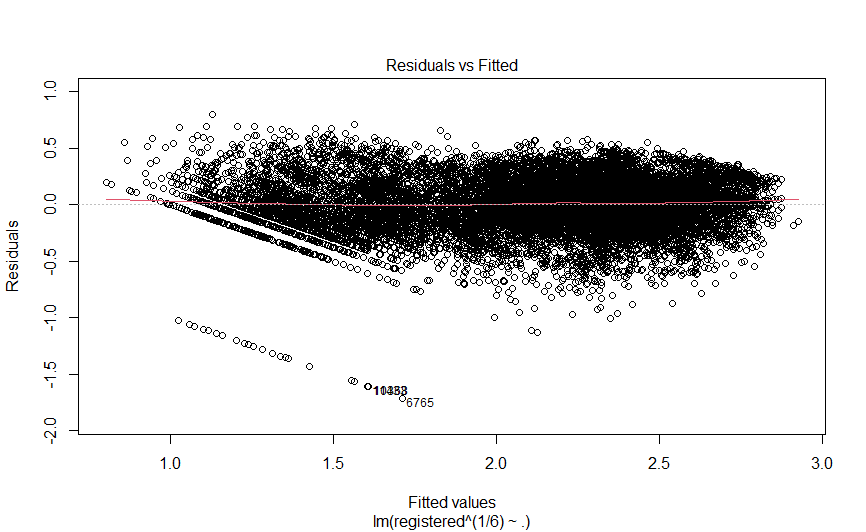 Residuals vs Fitted
1.0
0.5
0.0
-0.5
-1.0
-1.5
-2.0
Residuals
6765
1.0 1.5 2.0 2.5 3.0
Fitted values
lm(registered^(1/6) ~ .)